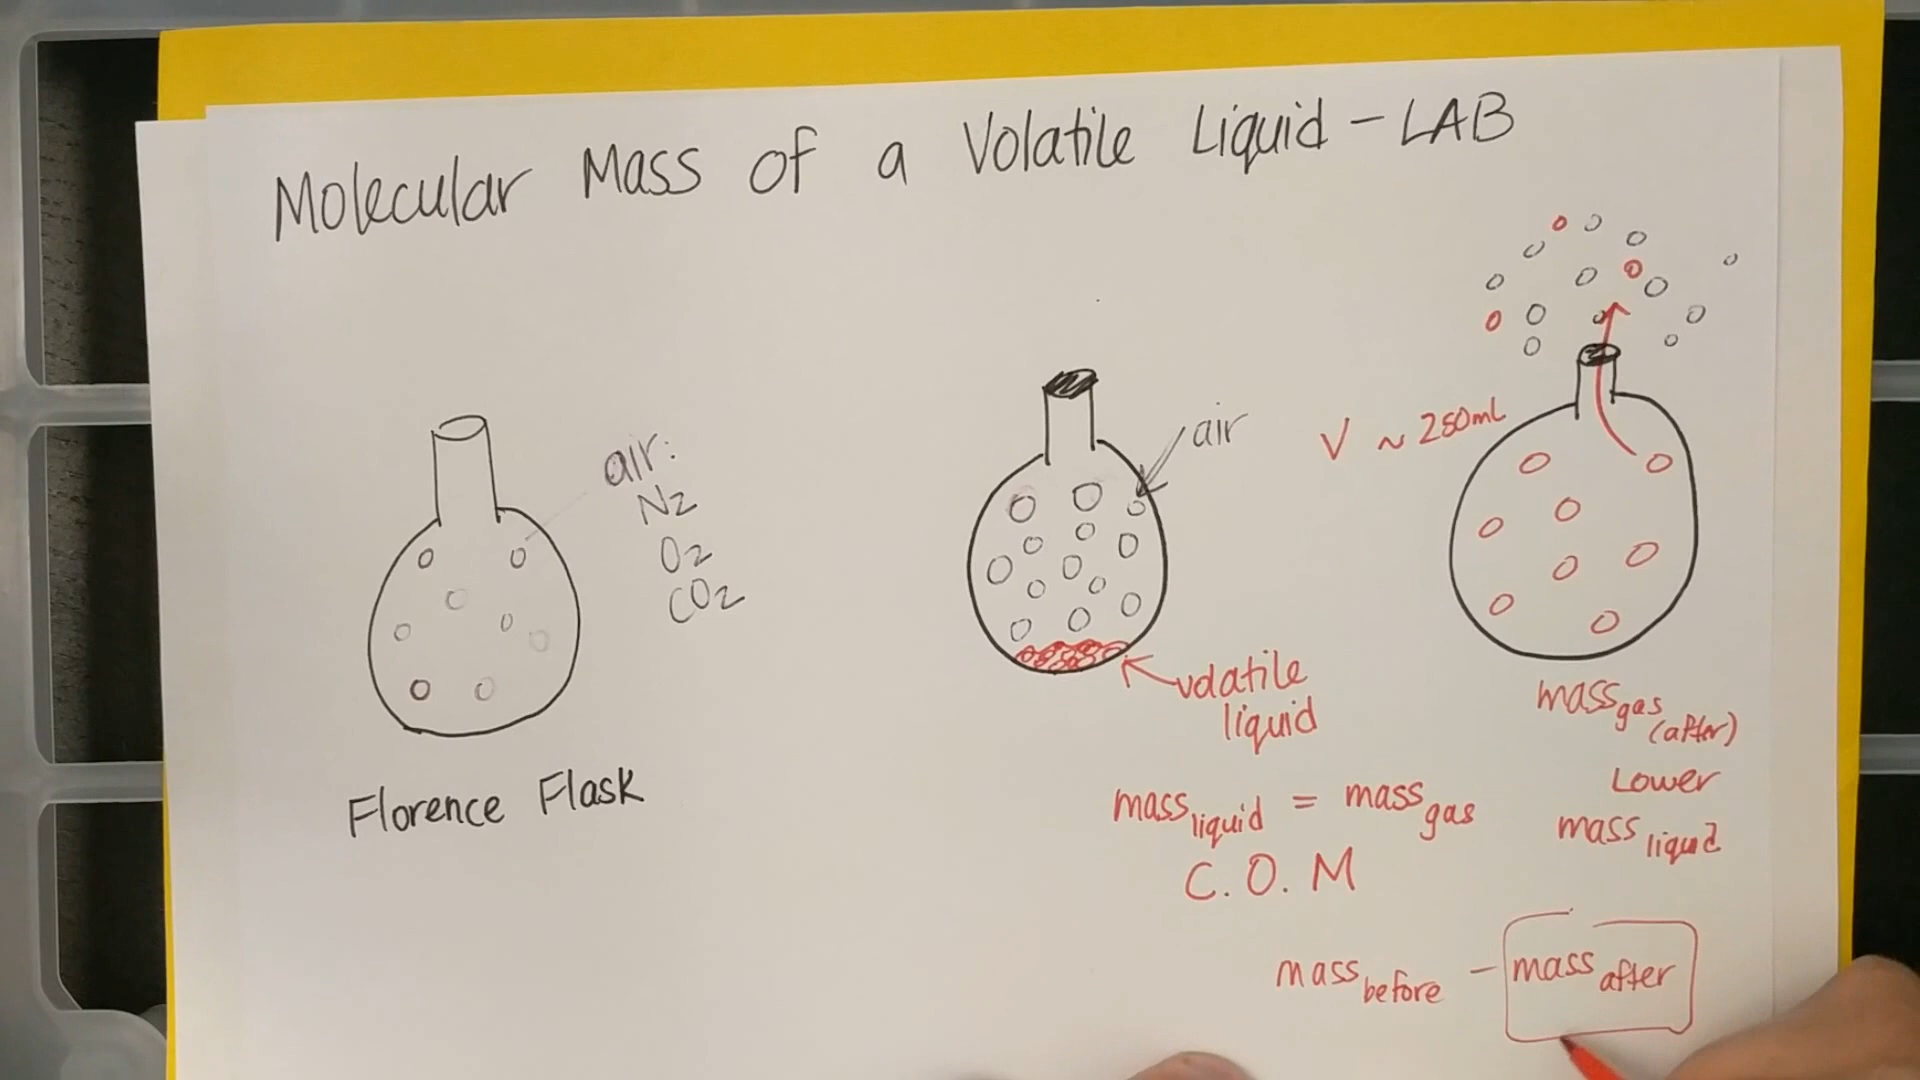 Molecular Mass of a Volatile Liquid - LAB
air:
N2
O2
CO2
Florence Flask
air
volatile
liquid
mass liquid = mass gas
C.O.M
V ~ 250mL
mass gas (after)
Lower
mass liquid
mass before - mass after